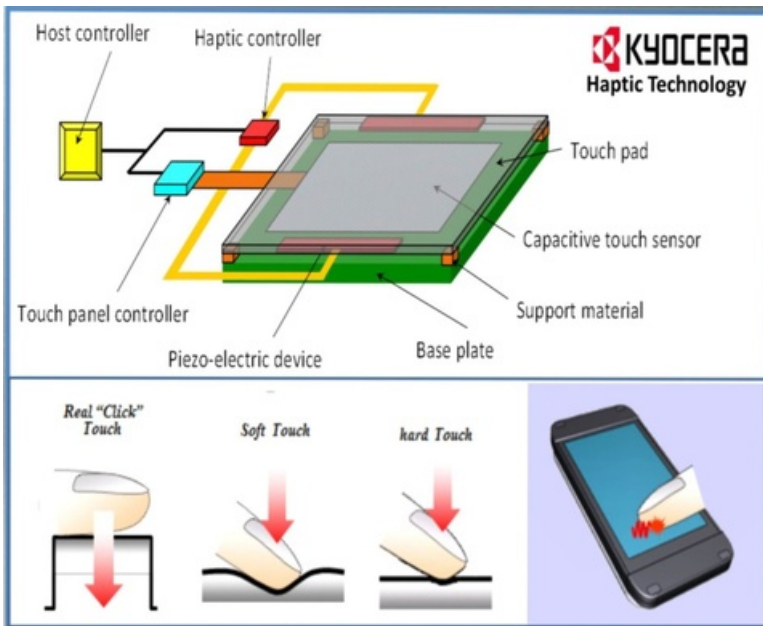 Host controller
Haptic controller
KYOCERA
Haptic Technology
Touch pad
Capacitive touch sensor
Support material
Touch panel controller
Piezo-electric device
Base plate
Real “Click”
Touch
Soft Touch
hard Touch